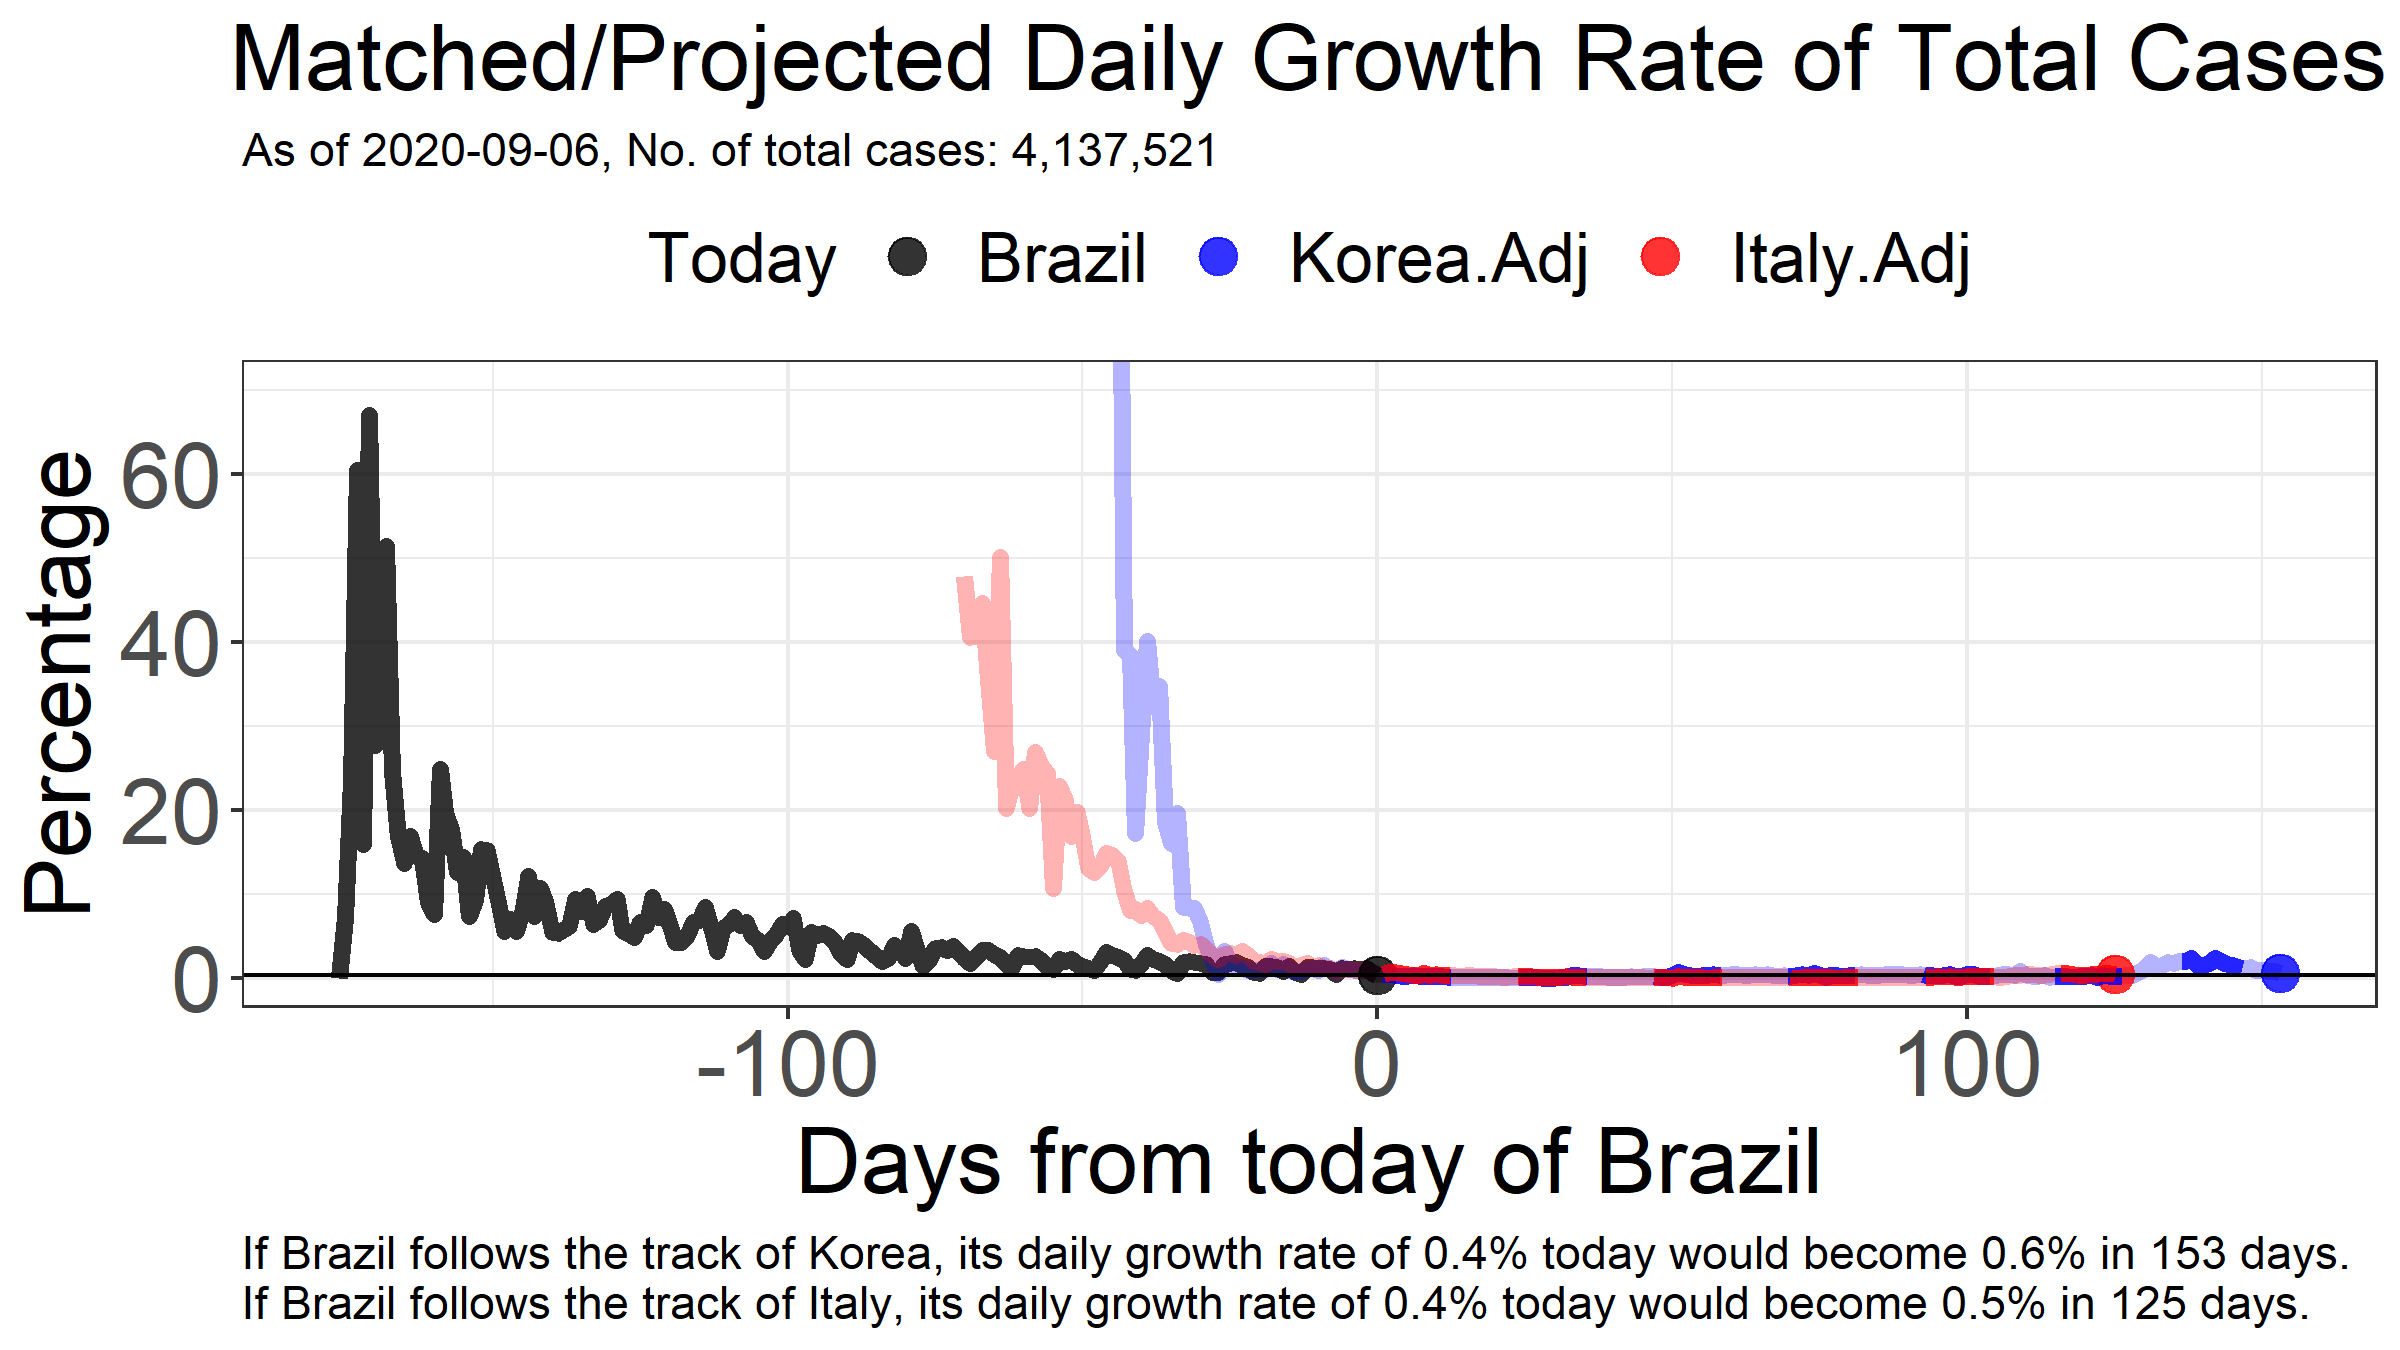 Matched/Projected Daily Growth Rate of Total Cases
As of 2020-09-06, No. of total cases: 4,137,521
Today Brazil Korea.Adj Italy.Adj
Percentage
60
40
20
0
-100 0 100
Days from today of Brazil
If Brazil follows the track of Korea, its daily growth rate of 0.4% today would become 0.6% in 153 days.
If Brazil follows the track of Italy, its daily growth rate of 0.4% today would become 0.5% in 125 days.